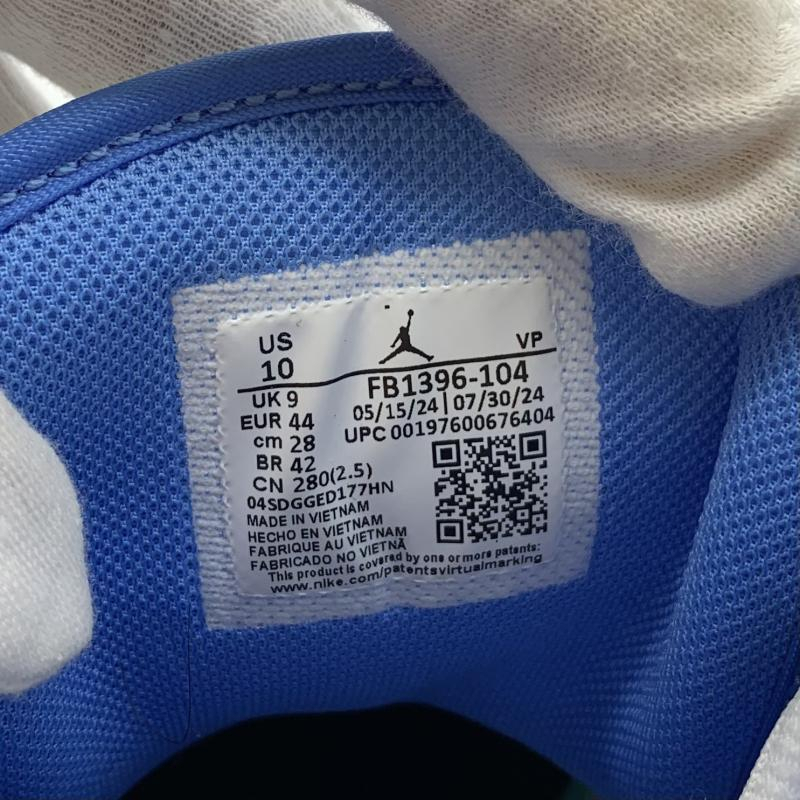 US
10
VP
UK 9
EUR 44
cm 28
BR 42
CN 280(2.5)
FB1396-104
05/15/24 | 07/30/24
UPC 00197600676404
04SDGGED177HN
MADE IN VIETNAM
HECHO EN VIETNAM
FABRIQUE AU VIETNAM
FABRICADO NO VIETNÃ
This product is covered by one or more patents:
www.nike.com/patentsvirtualmarking